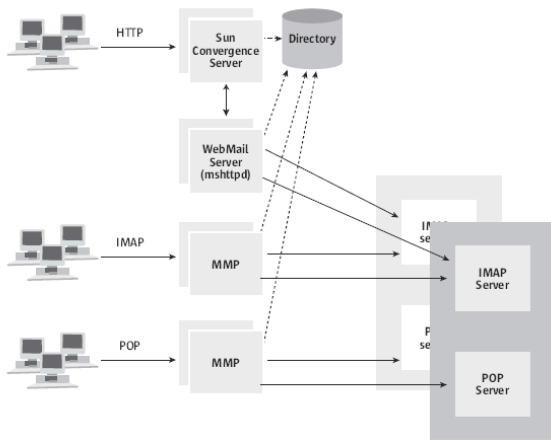 HTTP
Sun
Convergence
Server
Directory
WebMail
Server
(mshttpd)
IMAP
MMP
IMAP
Server
POP
MMP
POP
Server